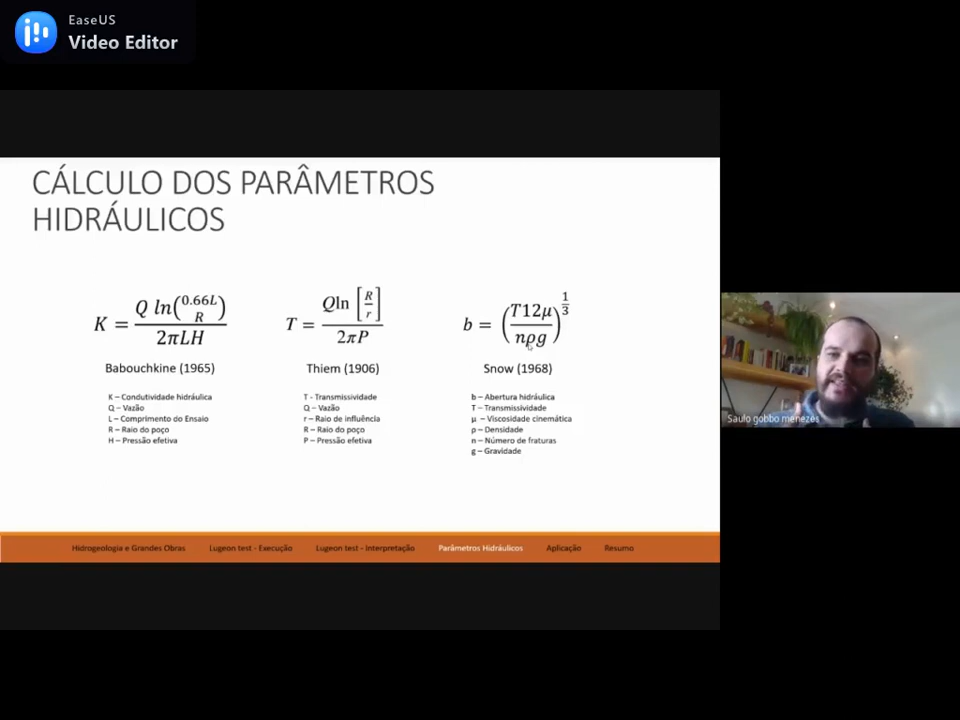 EaseUS
Video Editor
CÁLCULO DOS PARÂMETROS
HIDRÁULICOS
K = Q ln(0.66L/R) / 2πLH
T = Qln [R/r] / 2πP
b = (T12μ / nρg)^1/3
Babouchkine (1965)
Thiem (1906)
Snow (1968)
K – Condutividade hidráulica
Q – Vazão
L – Comprimento do Ensaio
R – Raio do poço
H – Pressão efetiva
T - Transmissividade
Q – Vazão
r – Raio de influência
R – Raio do poço
P – Pressão efetiva
b – Abertura hidráulica
T – Transmissividade
μ – Viscosidade cinemática
ρ – Densidade
n – Número de fraturas
g – Gravidade
Saulo gobbo menezes
Hidrogeologia e Grandes Obras Lugeon test - Execução Lugeon test - Interpretação Parâmetros Hidráulicos Aplicação Resumo